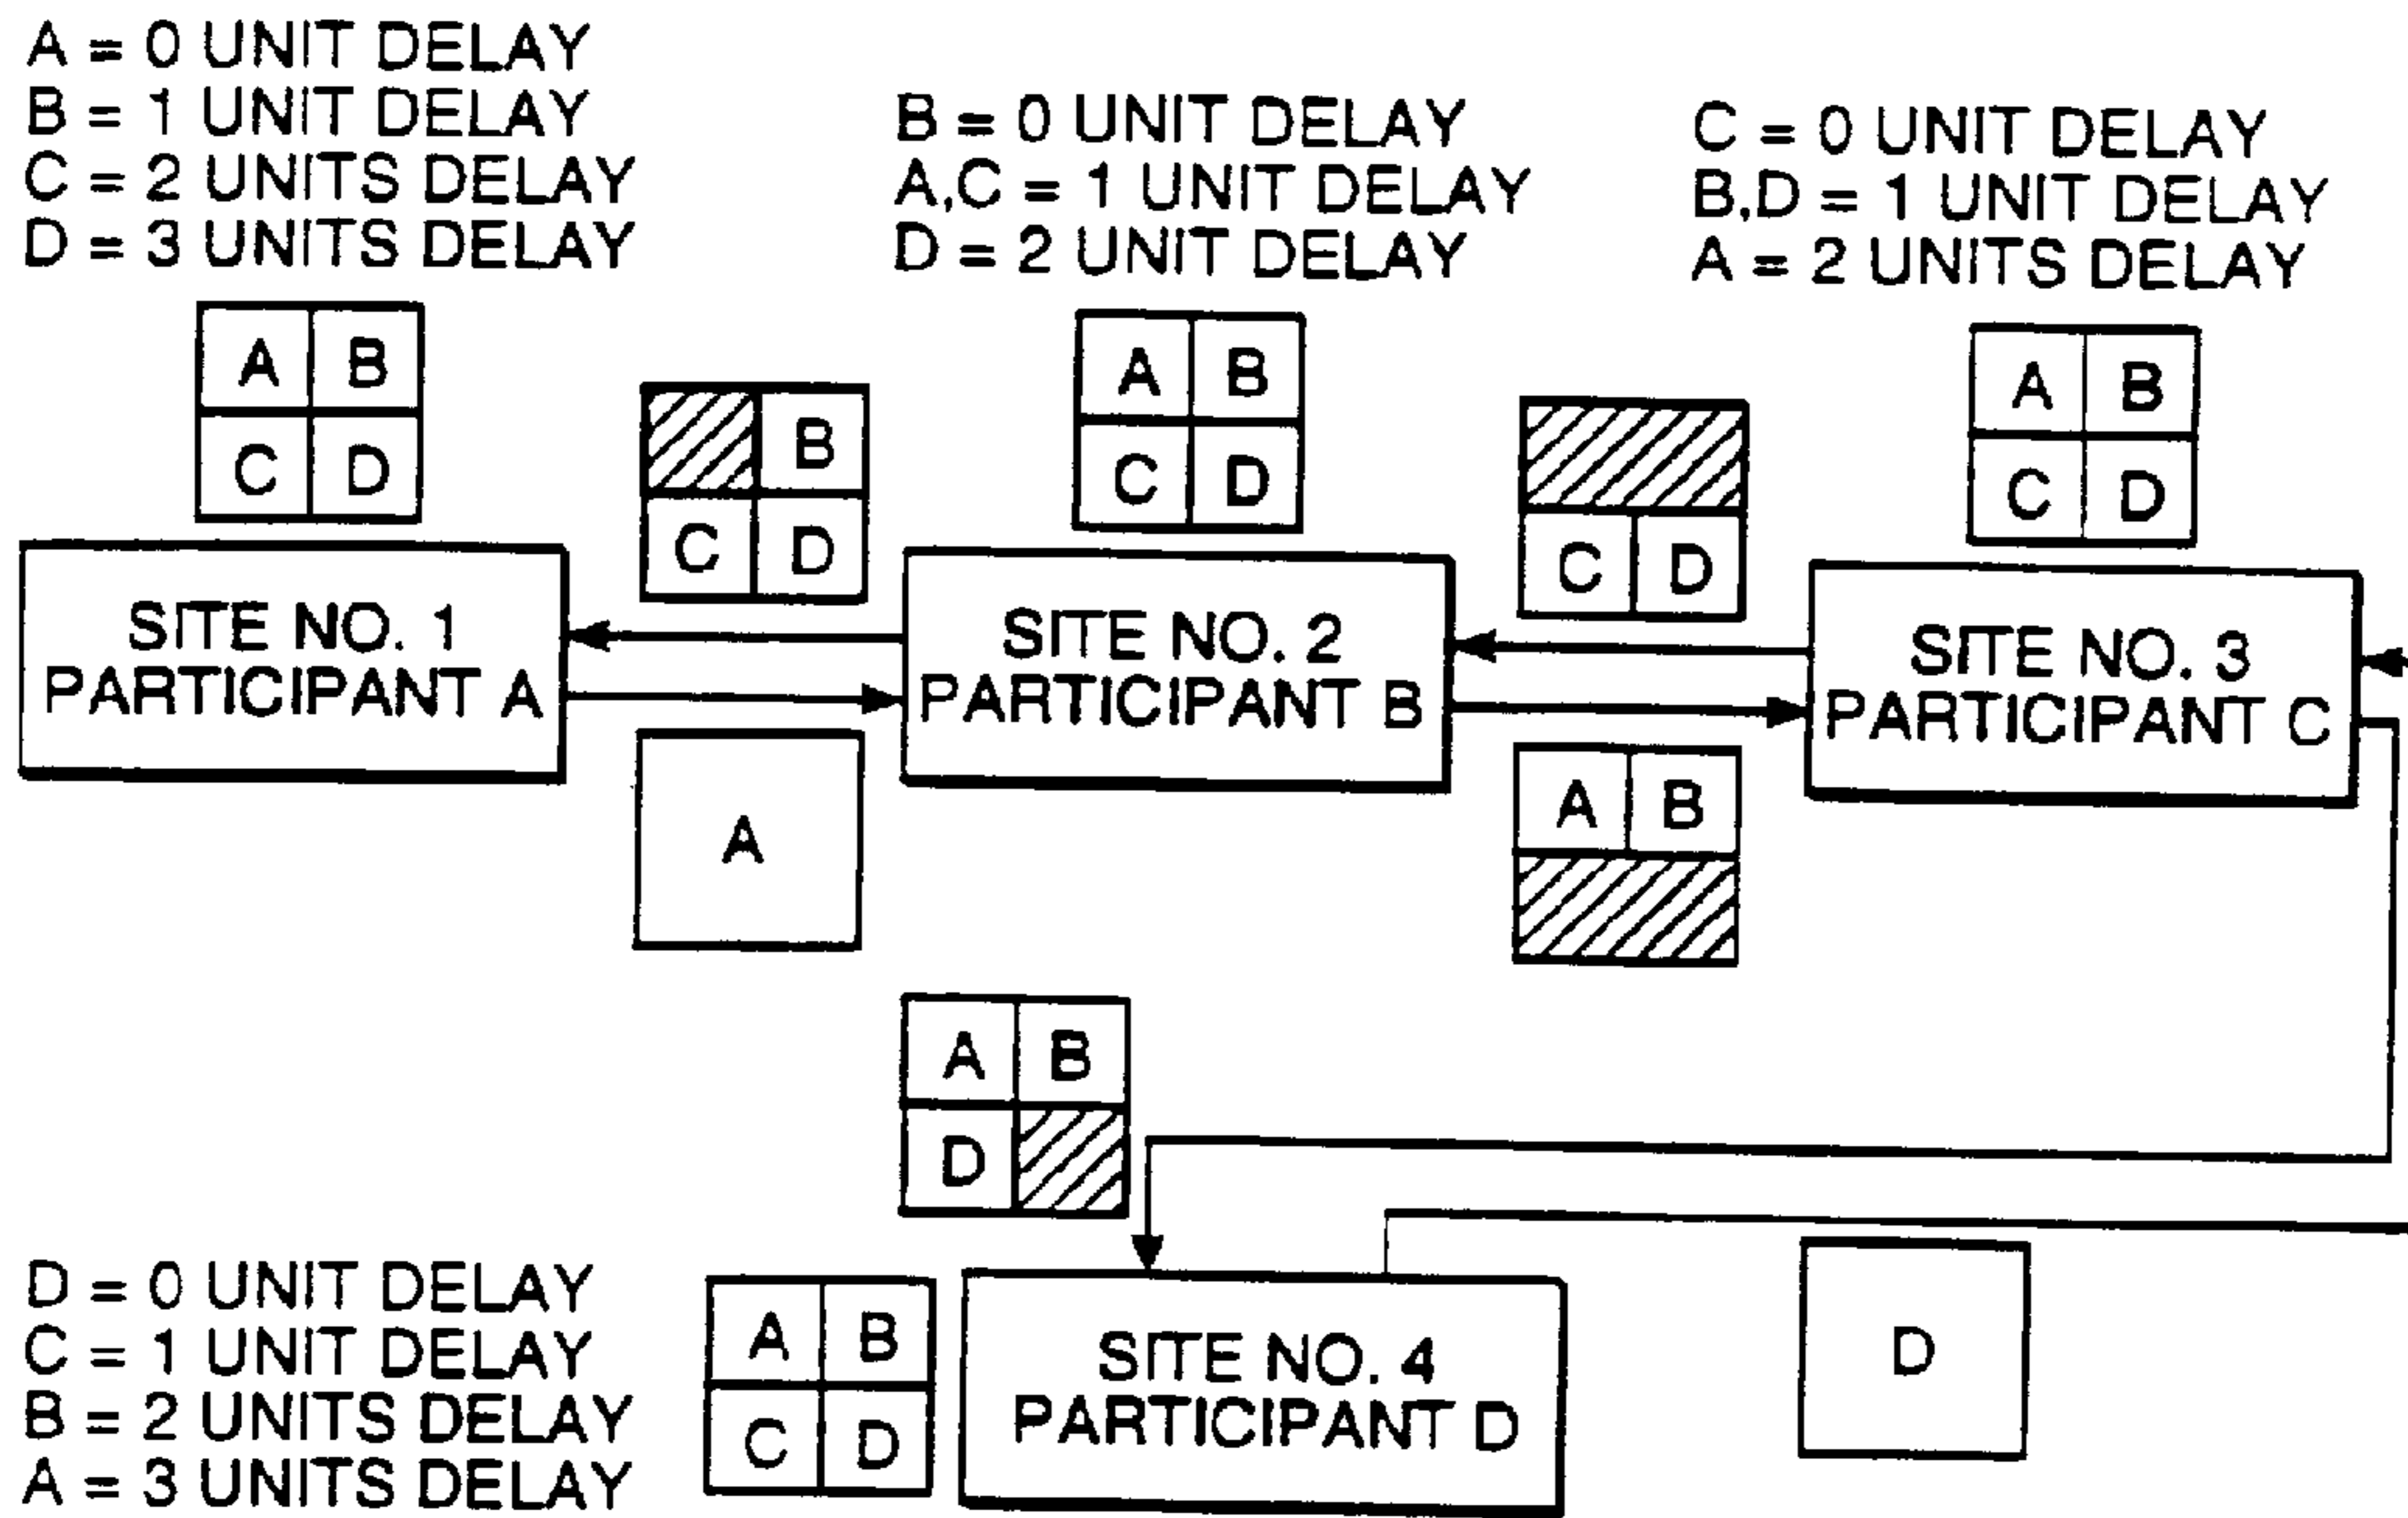 A = 0 UNIT DELAY
B = 1 UNIT DELAY
C = 2 UNITS DELAY
D = 3 UNITS DELAY
B = 0 UNIT DELAY
A,C = 1 UNIT DELAY
D = 2 UNIT DELAY
C = 0 UNIT DELAY
B,D = 1 UNIT DELAY
A = 2 UNITS DELAY
A B
C D
B
C D
A B
C D
C D
A B
C D
SITE NO. 1
PARTICIPANT A
SITE NO. 2
PARTICIPANT B
SITE NO. 3
PARTICIPANT C
A
A B
A B
D
D = 0 UNIT DELAY
C = 1 UNIT DELAY
B = 2 UNITS DELAY
A = 3 UNITS DELAY
A B
C D
SITE NO. 4
PARTICIPANT D
D